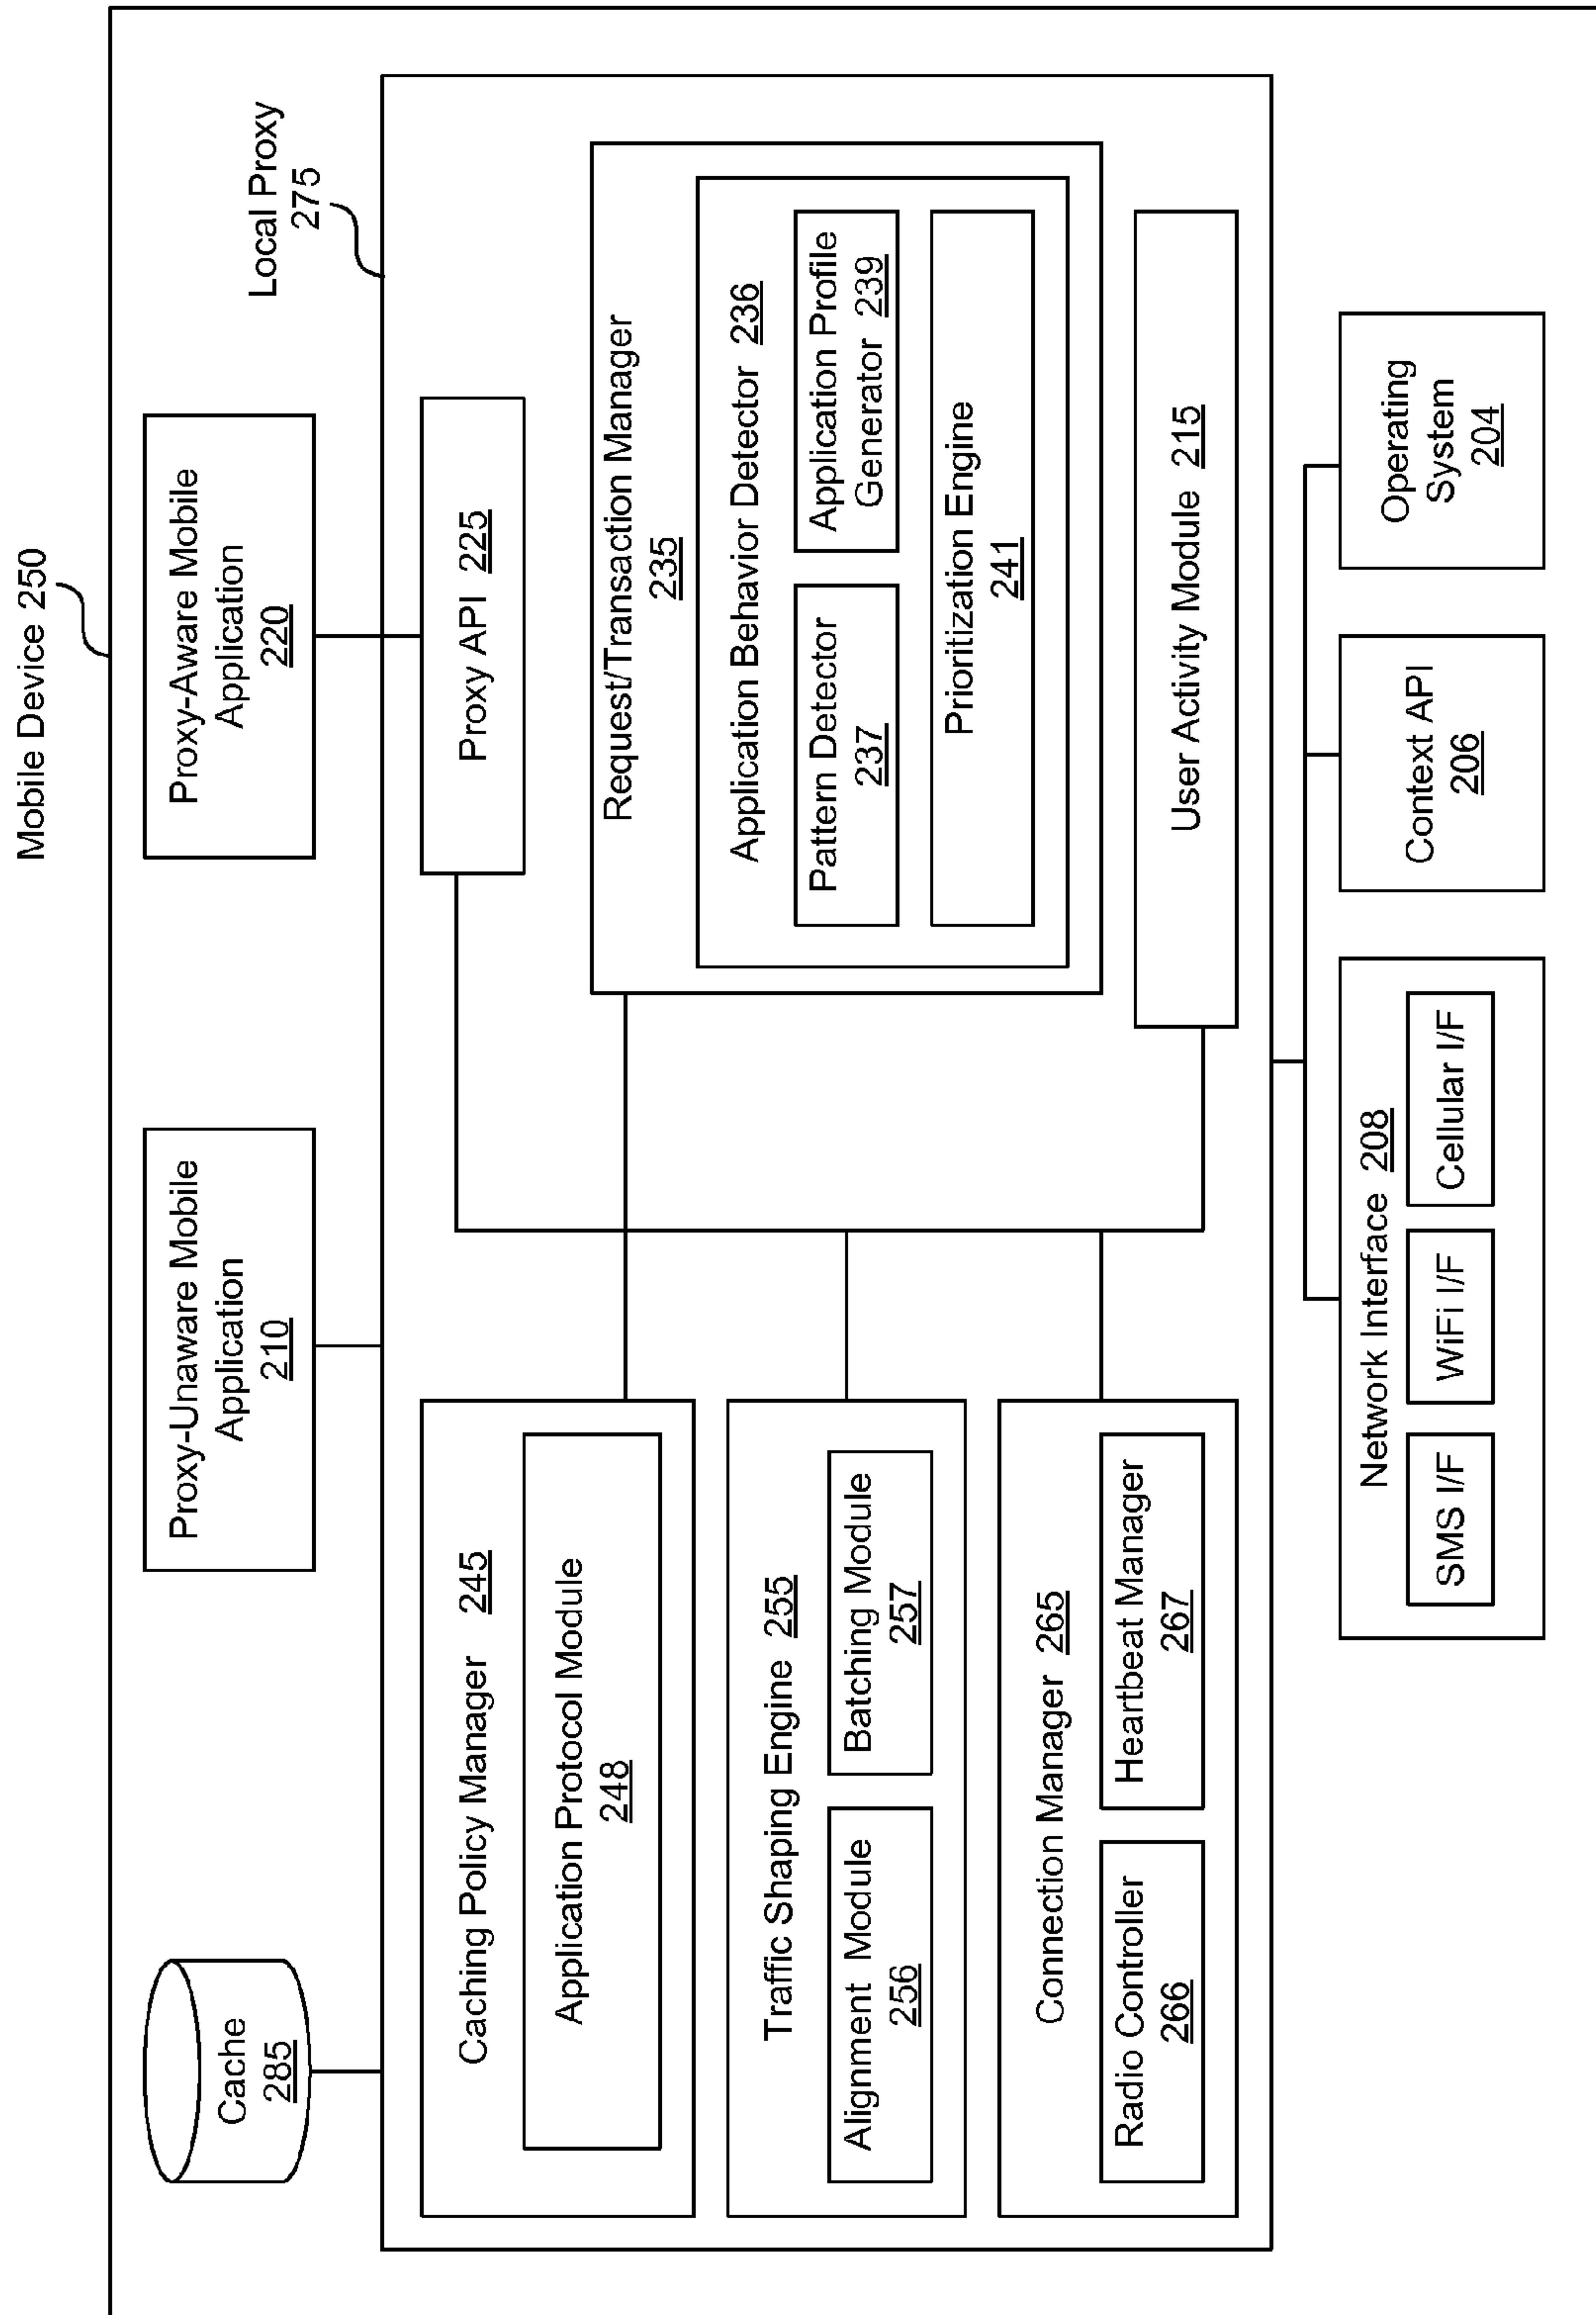 Mobile Device 250
Cache
285
Proxy-Unaware Mobile
Application
210
Proxy-Aware Mobile
Application
220
Local Proxy
275
Caching Policy Manager 245
Application Protocol Module
248
Traffic Shaping Engine 255
Alignment Module
256
Batching Module
257
Connection Manager 265
Radio Controller
266
Heartbeat Manager
267
Proxy API 225
Request/Transaction Manager
235
Application Behavior Detector 236
Pattern Detector
237
Application Profile
Generator 239
Prioritization Engine
241
User Activity Module 215
Network Interface 208
SMS I/F
WiFi I/F
Cellular I/F
Context API
206
Operating
System
204